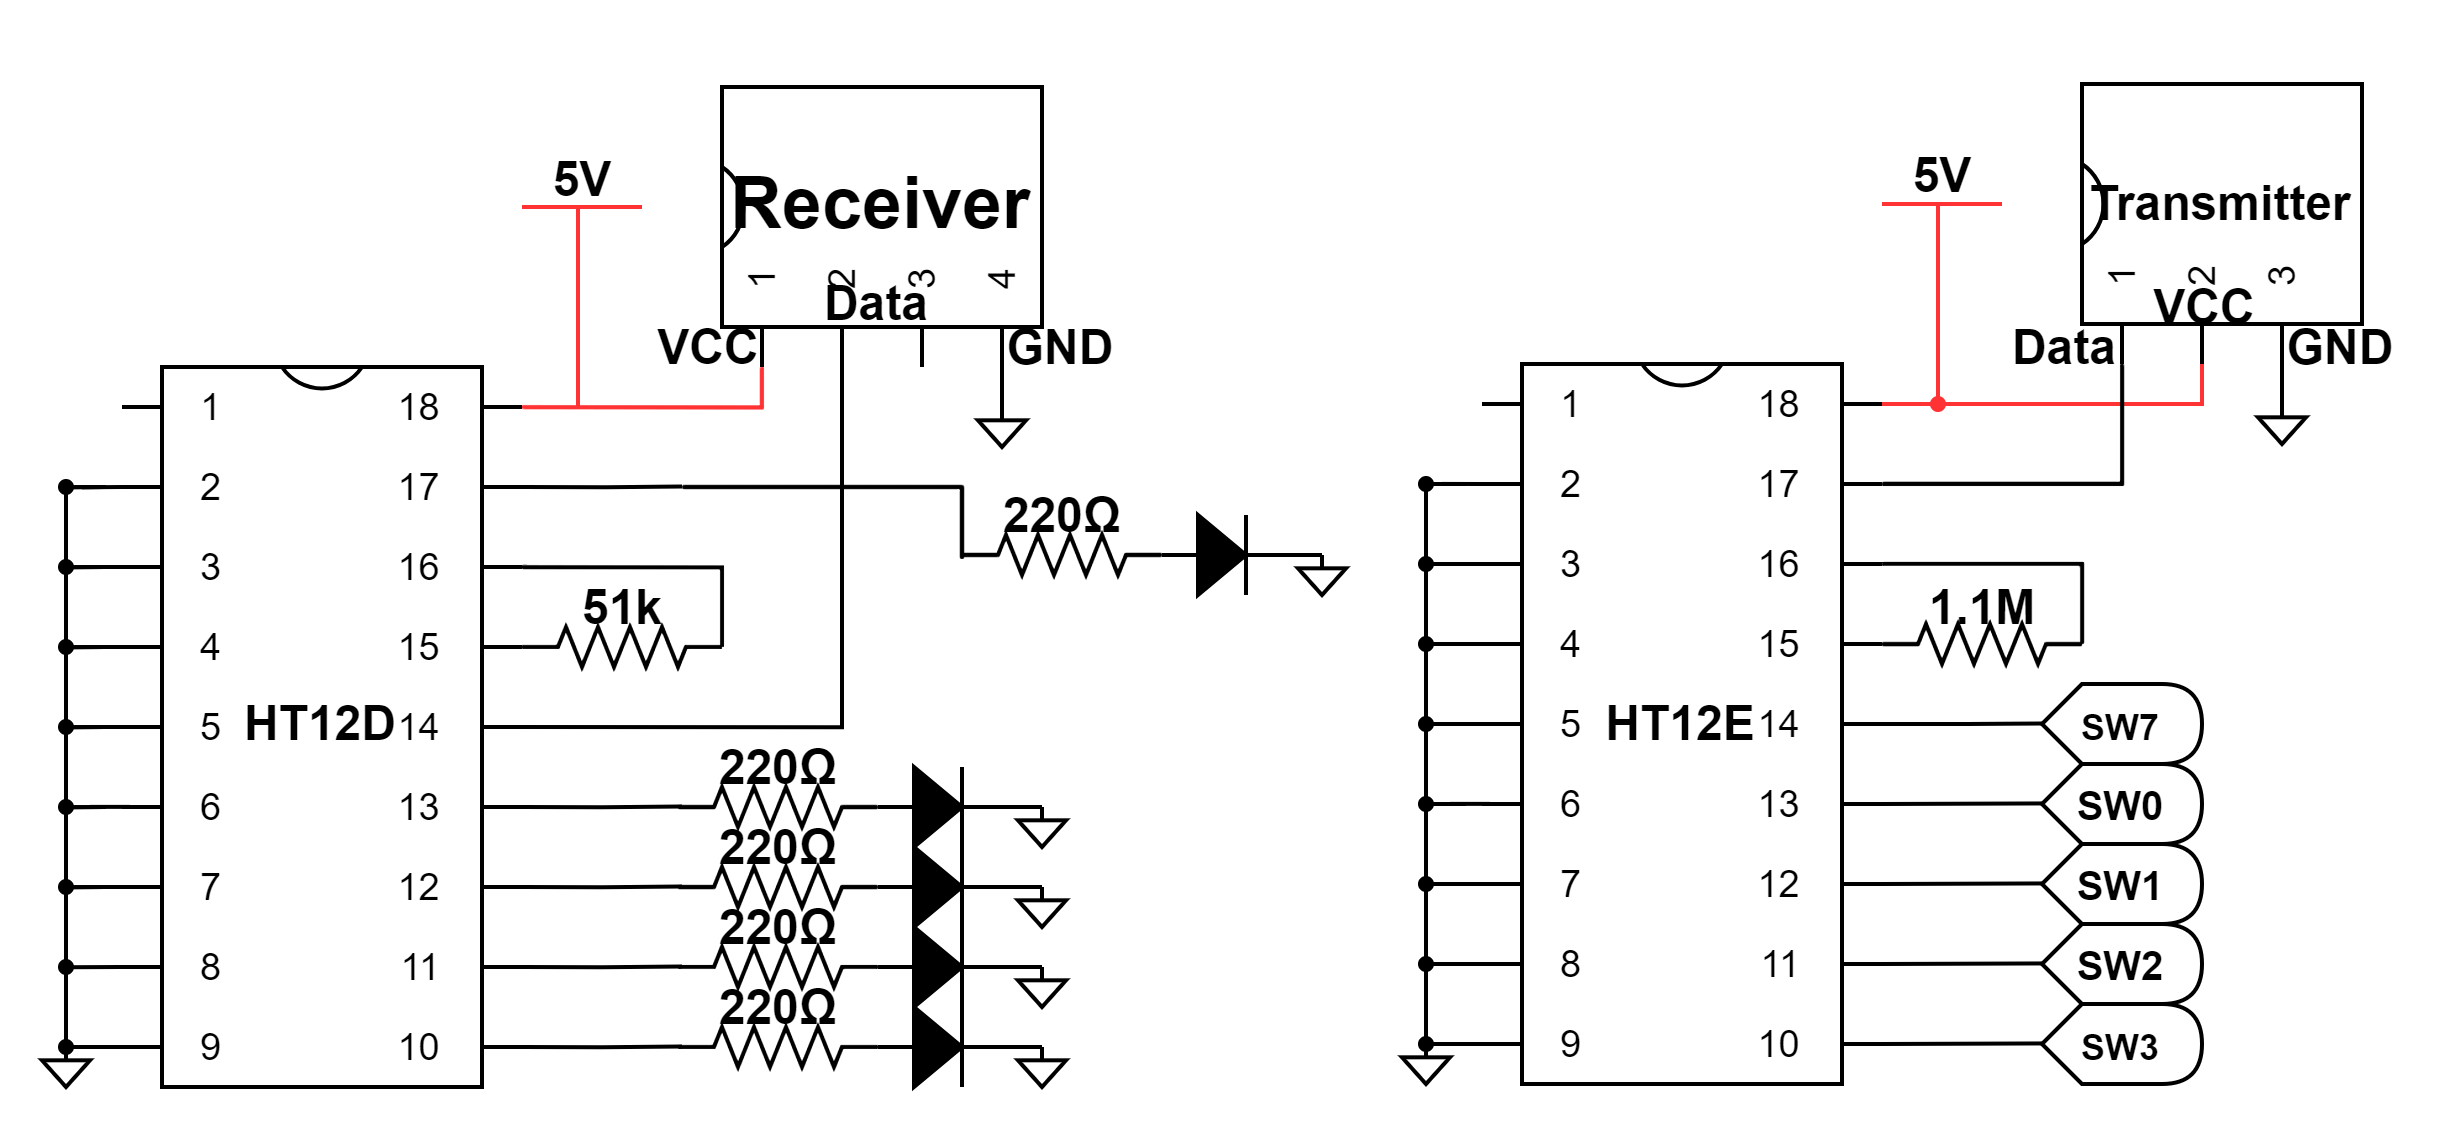 5V
Receiver
1 2 3 4
Data
VCC
GND
HT12D
1 18
2 17
3 16
4 15
5 14
6 13
7 12
8 11
9 10
220Ω
51k
220Ω
220Ω
220Ω
220Ω
5V
Transmitter
1 2 3
VCC
Data
GND
HT12E
1 18
2 17
3 16
4 15
5 14
6 13
7 12
8 11
9 10
1.1M
SW7
SW0
SW1
SW2
SW3